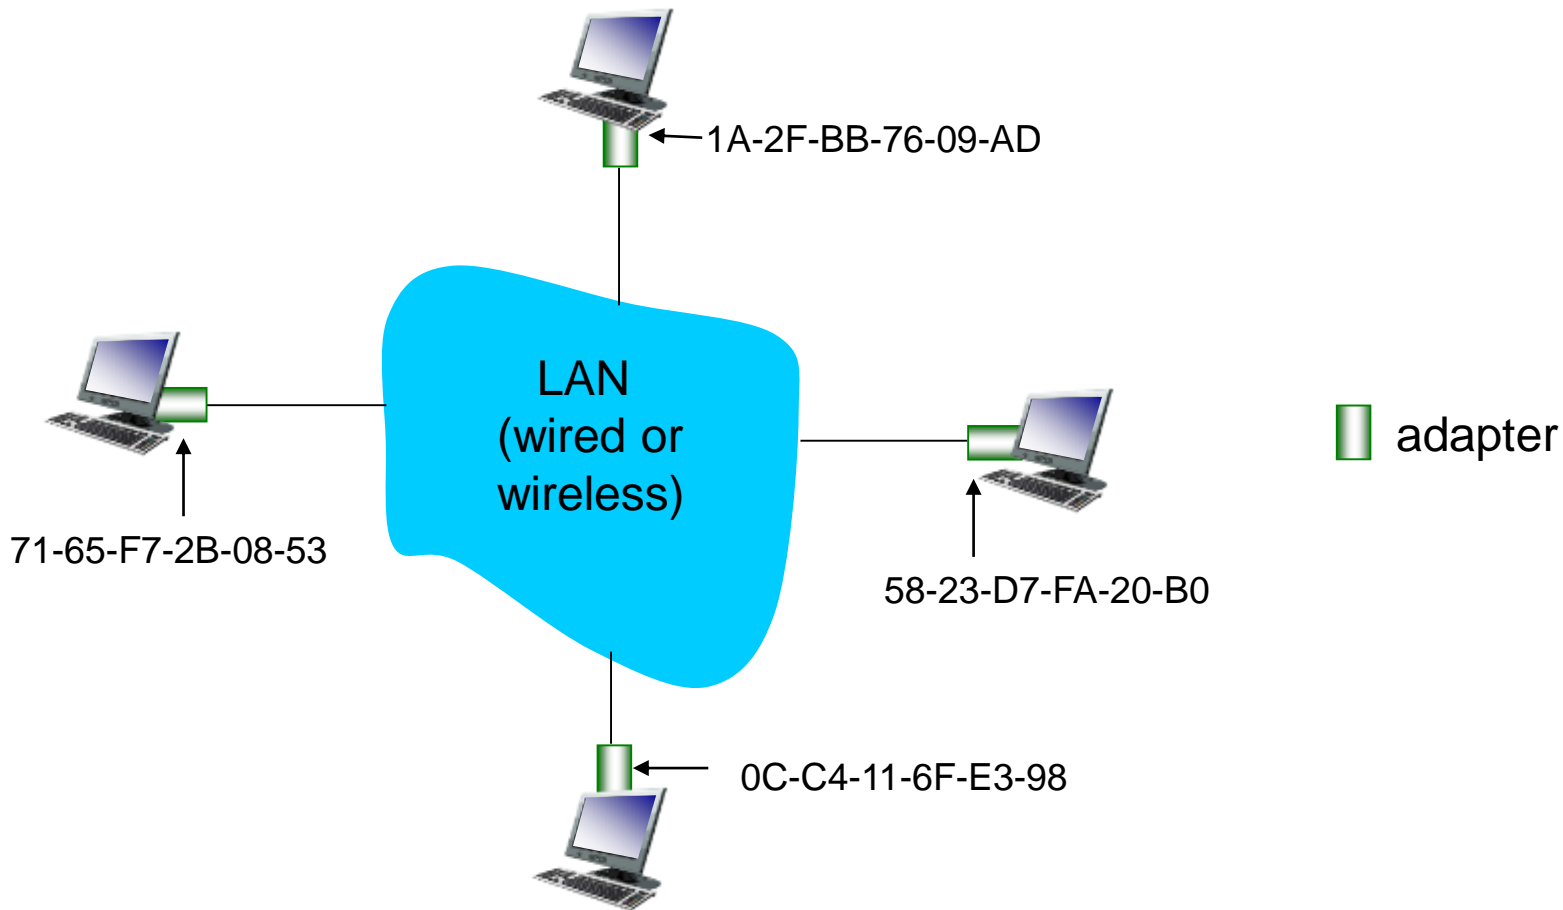 1A-2F-BB-76-09-AD
LAN
(wired or
wireless)
adapter
71-65-F7-2B-08-53
58-23-D7-FA-20-B0
0C-C4-11-6F-E3-98